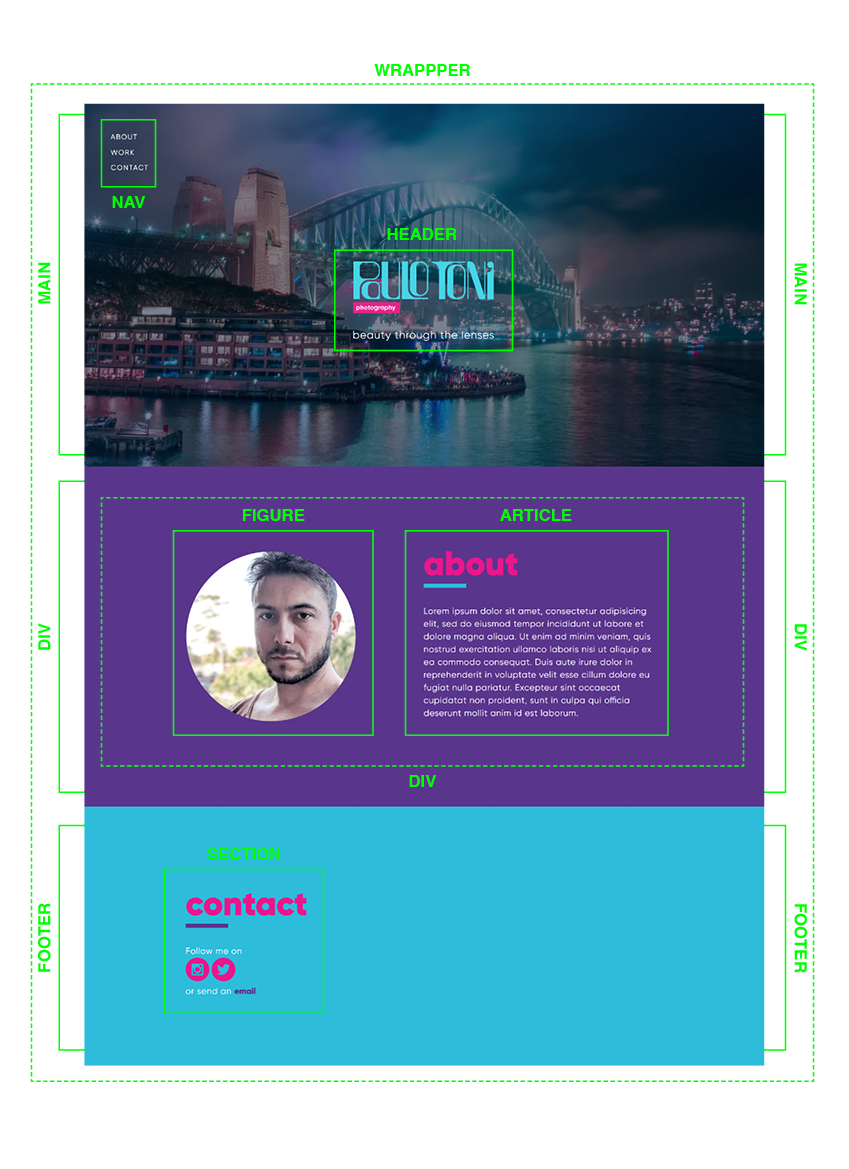 WRAPPPER
ABOUT
WORK
CONTACT
NAV
HEADER
MAIN
MAIN
PAULO TONI
photography
beauty through the lenses
FIGURE
ARTICLE
about
DIV
DIV
Lorem ipsum dolor sit amet, consectetur adipisicing
elit, sed do eiusmod tempor incididunt ut labore et
dolore magna aliqua. Ut enim ad minim veniam, quis
nostrud exercitation ullamco laboris nisi ut aliquip ex
ea commodo consequat. Duis aute irure dolor in
reprehenderit in voluptate velit esse cillum dolore eu
fugiat nulla pariatur. Excepteur sint occaecat
cupidatat non proident, sunt in culpa qui officia
deserunt mollit anim id est laborum.
DIV
SECTION
contact
FOOTER
FOOTER
Follow me on
or send an email